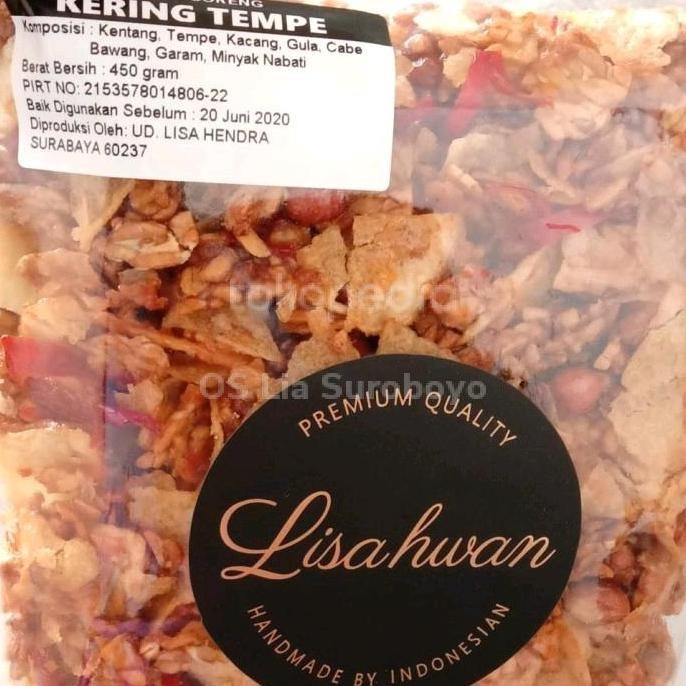 KERING TEMPE
Komposisi : Kentang, Tempe, Kacang, Gula, Cabe
Bawang, Garam, Minyak Nabati
Berat Bersih : 450 gram
PIRT NO: 2153578014806-22
Baik Digunakan Sebelum : 20 Juni 2020
Diproduksi Oleh: UD. LISA HENDRA
SURABAYA 60237
tokopedia
OS Lia Suroboyo
PREMIUM QUALITY
Lisahwan
HANDMADE BY INDONESIAN